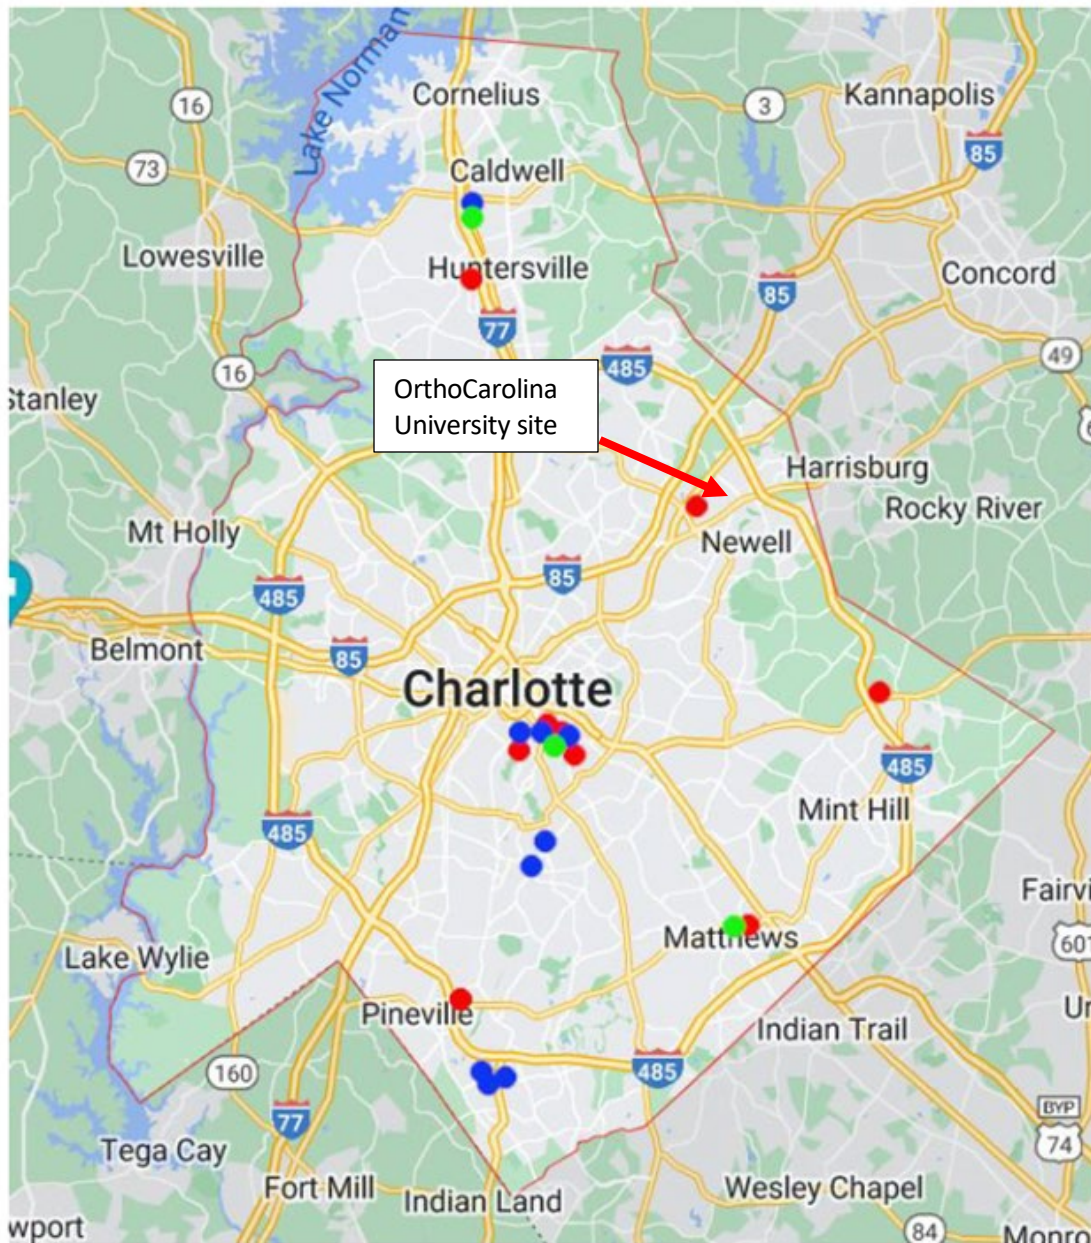 Lake Norman
Cornelius
16
3
Kannapolis
85
73
Caldwell
Lowesville
Huntersville
Concord
85
77
16
485
49
Stanley
OrthoCarolina
University site
Harrisburg
Rocky River
Mt Holly
Newell
85
485
Belmont
85
Charlotte
485
Mint Hill
485
Matthews
601
Lake Wylie
Pineville
Indian Trail
160
485
77
BYP
74
Tega Cay
Fort Mill
Indian Land
Wesley Chapel
wport
84